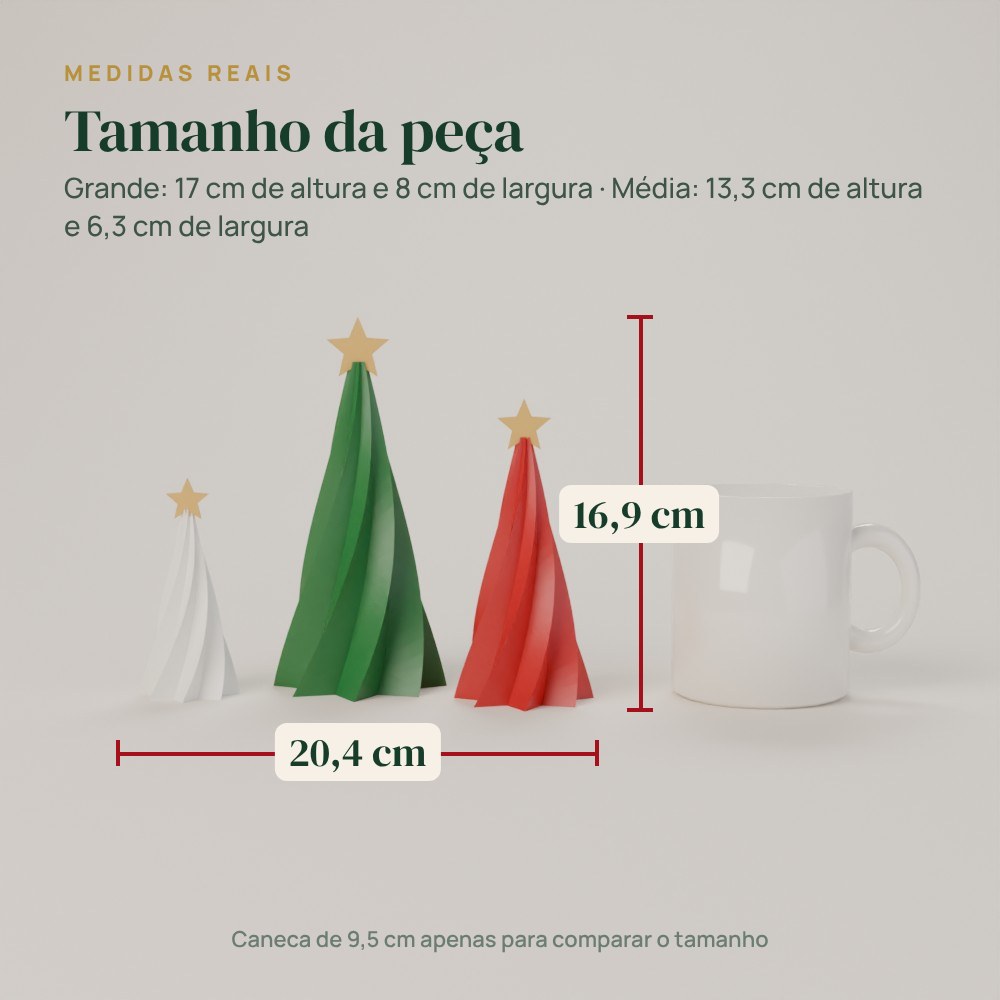 MEDIDAS REAIS
Tamanho da peça
Grande: 17 cm de altura e 8 cm de largura · Média: 13,3 cm de altura
e 6,3 cm de largura
16,9 cm
20,4 cm
Caneca de 9,5 cm apenas para comparar o tamanho